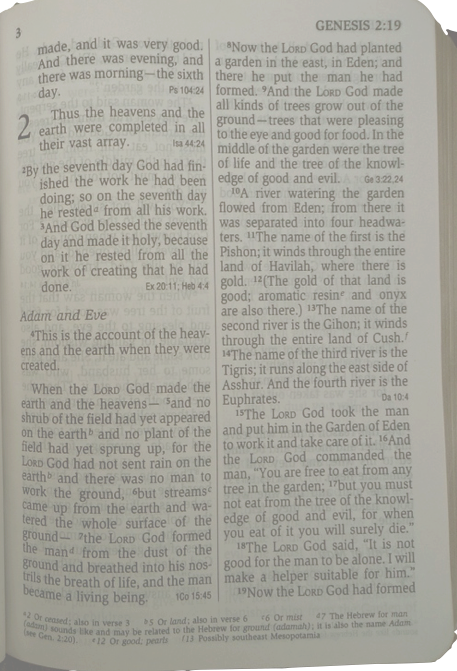 3
GENESIS 2:19
made, and it was very good.
And there was evening, and
there was morning—the sixth
day. Ps 104:24
2 Thus the heavens and the
earth were completed in all
their vast array. Isa 44:24
2By the seventh day God had fin-
ished the work he had been
doing; so on the seventh day
he resteda from all his work.
3And God blessed the seventh
day and made it holy, because
on it he rested from all the
work of creating that he had
done. Ex 20:11; Heb 4:4
Adam and Eve
4This is the account of the heav-
ens and the earth when they were
created.
When the LORD God made the
earth and the heavens— 5and no
shrub of the field had yet appeared
on the earthb and no plant of the
field had yet sprung up, for the
LORD God had not sent rain on the
earthb and there was no man to
work the ground, 6but streamsc
came up from the earth and wa-
tered the whole surface of the
ground— 7the LORD God formed
the mand from the dust of the
ground and breathed into his nos-
trils the breath of life, and the man
became a living being. 1Co 15:45
8Now the LORD God had planted
a garden in the east, in Eden; and
there he put the man he had
formed. 9And the LORD God made
all kinds of trees grow out of the
ground—trees that were pleasing
to the eye and good for food. In the
middle of the garden were the tree
of life and the tree of the knowl-
edge of good and evil. Ge 3:22,24
10A river watering the garden
flowed from Eden; from there it
was separated into four headwa-
ters. 11The name of the first is the
Pishon; it winds through the entire
land of Havilah, where there is
gold. 12(The gold of that land is
good; aromatic resine and onyx
are also there.) 13The name of the
second river is the Gihon; it winds
through the entire land of Cush.f
14The name of the third river is the
Tigris; it runs along the east side of
Asshur. And the fourth river is the
Euphrates. Da 10:4
15The LORD God took the man
and put him in the Garden of Eden
to work it and take care of it. 16And
the LORD God commanded the
man, "You are free to eat from any
tree in the garden; 17but you must
not eat from the tree of the knowl-
edge of good and evil, for when
you eat of it you will surely die."
18The LORD God said, "It is not
good for the man to be alone. I will
make a helper suitable for him."
19Now the LORD God had formed
a2 Or ceased; also in verse 3 b5 Or land; also in verse 6 c6 Or mist d7 The Hebrew for man
(adam) sounds like and may be related to the Hebrew for ground (adamah); it is also the name Adam
(see Gen. 2:20). e12 Or good; pearls f13 Possibly southeast Mesopotamia